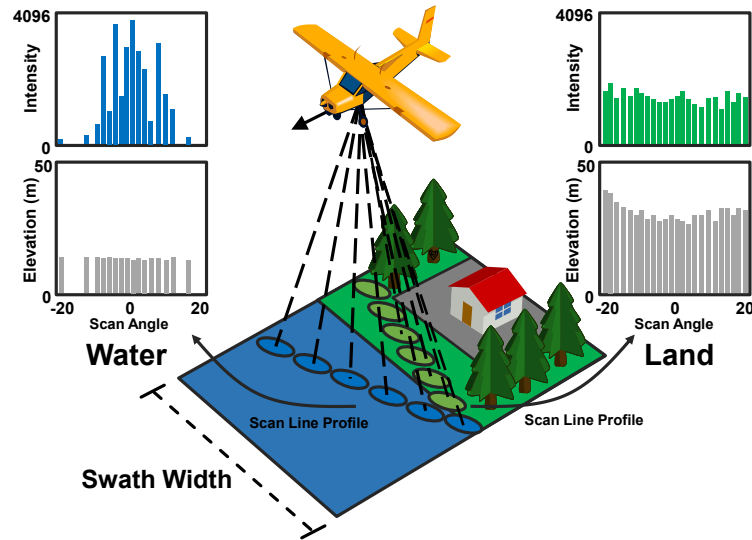 4096
Intensity
0
50
Elevation (m)
0
-20
0
20
Scan Angle
Water
4096
Intensity
0
50
Elevation (m)
0
-20
0
20
Scan Angle
Land
Scan Line Profile
Scan Line Profile
Swath Width